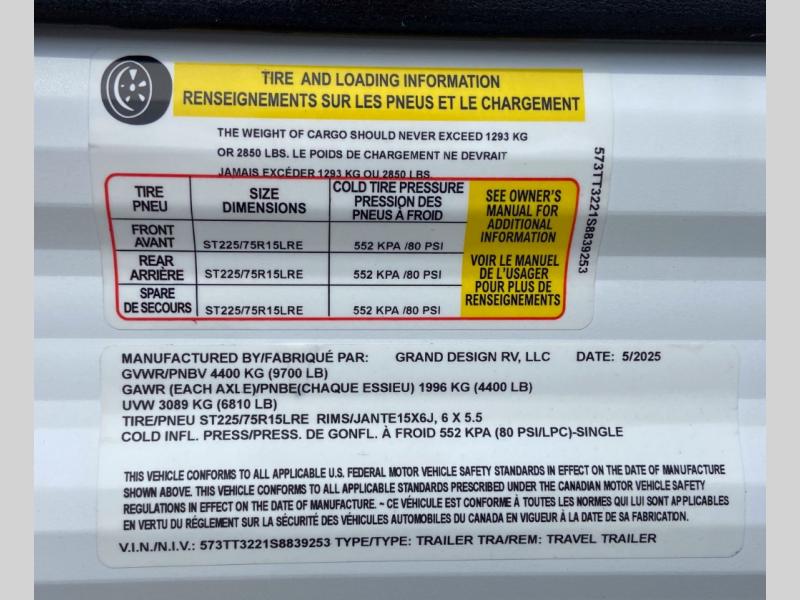 TIRE AND LOADING INFORMATION
RENSEIGNEMENTS SUR LES PNEUS ET LE CHARGEMENT
THE WEIGHT OF CARGO SHOULD NEVER EXCEED 1293 KG
OR 2850 LBS. LE POIDS DE CHARGEMENT NE DEVRAIT
JAMAIS EXCÉDER 1293 KG OU 2850 LBS.
TIRE
PNEU
SIZE
DIMENSIONS
COLD TIRE PRESSURE
PRESSION DES
PNEUS À FROID
FRONT
AVANT
ST225/75R15LRE
552 KPA /80 PSI
REAR
ARRIÈRE
ST225/75R15LRE
552 KPA /80 PSI
SPARE
DE SECOURS
ST225/75R15LRE
552 KPA /80 PSI
SEE OWNER'S
MANUAL FOR
ADDITIONAL
INFORMATION
VOIR LE MANUEL
DE L'USAGER
POUR PLUS DE
RENSEIGNEMENTS
573TT3221S8839253
MANUFACTURED BY/FABRIQUÉ PAR: GRAND DESIGN RV, LLC DATE: 5/2025
GVWR/PNBV 4400 KG (9700 LB)
GAWR (EACH AXLE)/PNBE(CHAQUE ESSIEU) 1996 KG (4400 LB)
UVW 3089 KG (6810 LB)
TIRE/PNEU ST225/75R15LRE RIMS/JANTE15X6J, 6 X 5.5
COLD INFL. PRESS/PRESS. DE GONFL. À FROID 552 KPA (80 PSI/LPC)-SINGLE
THIS VEHICLE CONFORMS TO ALL APPLICABLE U.S. FEDERAL MOTOR VEHICLE SAFETY STANDARDS IN EFFECT ON THE DATE OF MANUFACTURE
SHOWN ABOVE. THIS VEHICLE CONFORMS TO ALL APPLICABLE STANDARDS PRESCRIBED UNDER THE CANADIAN MOTOR VEHICLE SAFETY
REGULATIONS IN EFFECT ON THE DATE OF MANUFACTURE. ~ CE VÉHICULE EST CONFORME À TOUTES LES NORMES QUI LUI SONT APPLICABLES
EN VERTU DU RÉGLEMENT SUR LA SÉCURITÉ DES VÉHICULES AUTOMOBILES DU CANADA EN VIGUEUR À LA DATE DE SA FABRICATION.
V.I.N./N.I.V.: 573TT3221S8839253 TYPE/TYPE: TRAILER TRA/REM: TRAVEL TRAILER